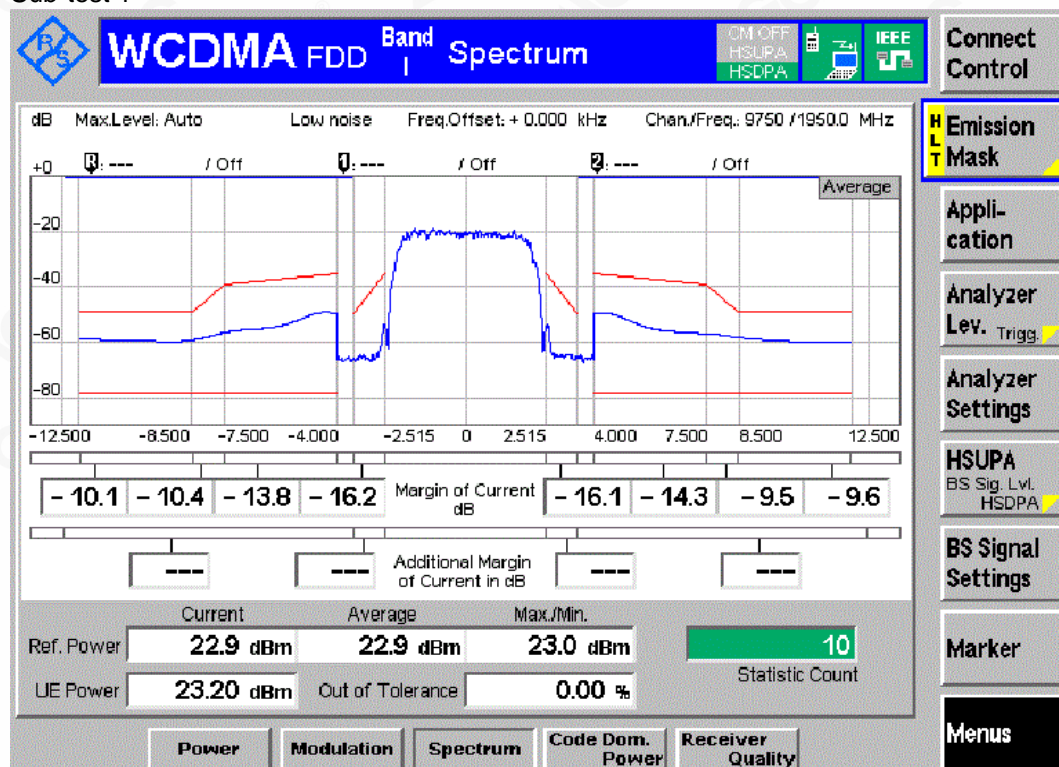 WCDMA FDD Band I Spectrum
CM OFF
HSUPA
HSDPA
IEEE
Connect
Control
dB Max.Level: Auto Low noise Freq.Offset: + 0.000 kHz Chan./Freq.: 9750 / 1950.0 MHz
H
L
T
Emission
Mask
R: --- / Off 1: --- / Off 2: --- / Off
+0
Average
-20
-40
-60
-80
-12.500 -8.500 -7.500 -4.000 -2.515 0 2.515 4.000 7.500 8.500 12.500
Appli-
cation
Analyzer
Lev. Trigg.
Analyzer
Settings
- 10.1 - 10.4 - 13.8 - 16.2 Margin of Current dB - 16.1 - 14.3 - 9.5 - 9.6
HSUPA
BS Sig. Lvl.
HSDPA
--- --- Additional Margin
of Current in dB --- ---
BS Signal
Settings
Current Average Max./Min.
Ref. Power 22.9 dBm 22.9 dBm 23.0 dBm 10
Statistic Count
UE Power 23.20 dBm Out of Tolerance 0.00 %
Marker
Menus
Power Modulation Spectrum Code Dom.
Power Receiver
Quality